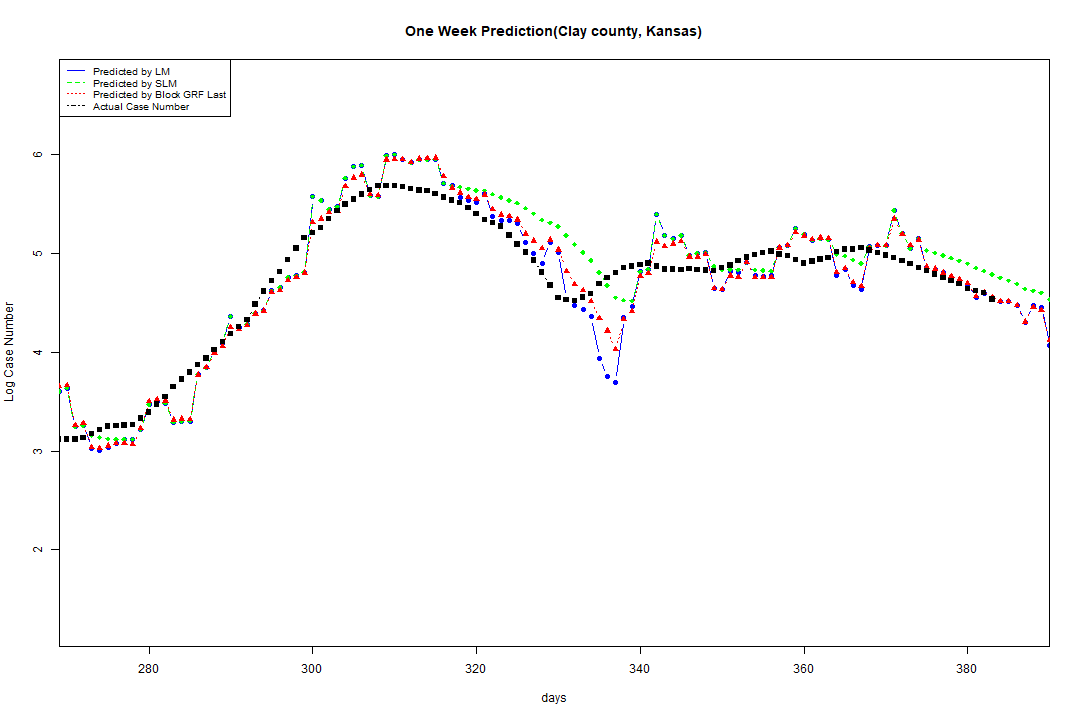 One Week Prediction(Clay county, Kansas)
Predicted by LM
Predicted by SLM
Predicted by Block GRF Last
Actual Case Number
6
5
4
3
2
Log Case Number
280 300 320 340 360 380
days